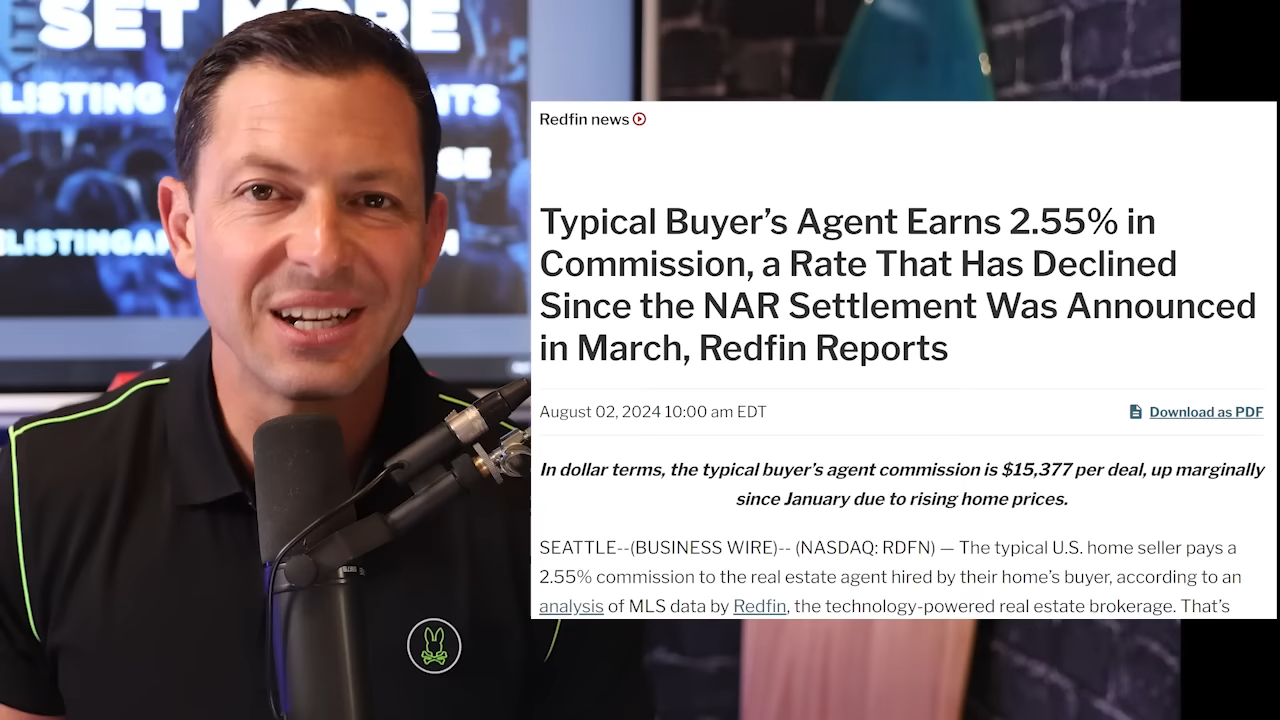 SET MORE
LISTING
NTS
GE
LISTINGA
Redfin news
Typical Buyer's Agent Earns 2.55% in
Commission, a Rate That Has Declined
Since the NAR Settlement Was Announced
in March, Redfin Reports
August 02, 2024 10:00 am EDT
Download as PDF
In dollar terms, the typical buyer's agent commission is $15,377 per deal, up marginally
since January due to rising home prices.
SEATTLE--(BUSINESS WIRE)-- (NASDAQ: RDFN) — The typical U.S. home seller pays a
2.55% commission to the real estate agent hired by their home's buyer, according to an
analysis of MLS data by Redfin, the technology-powered real estate brokerage. That's